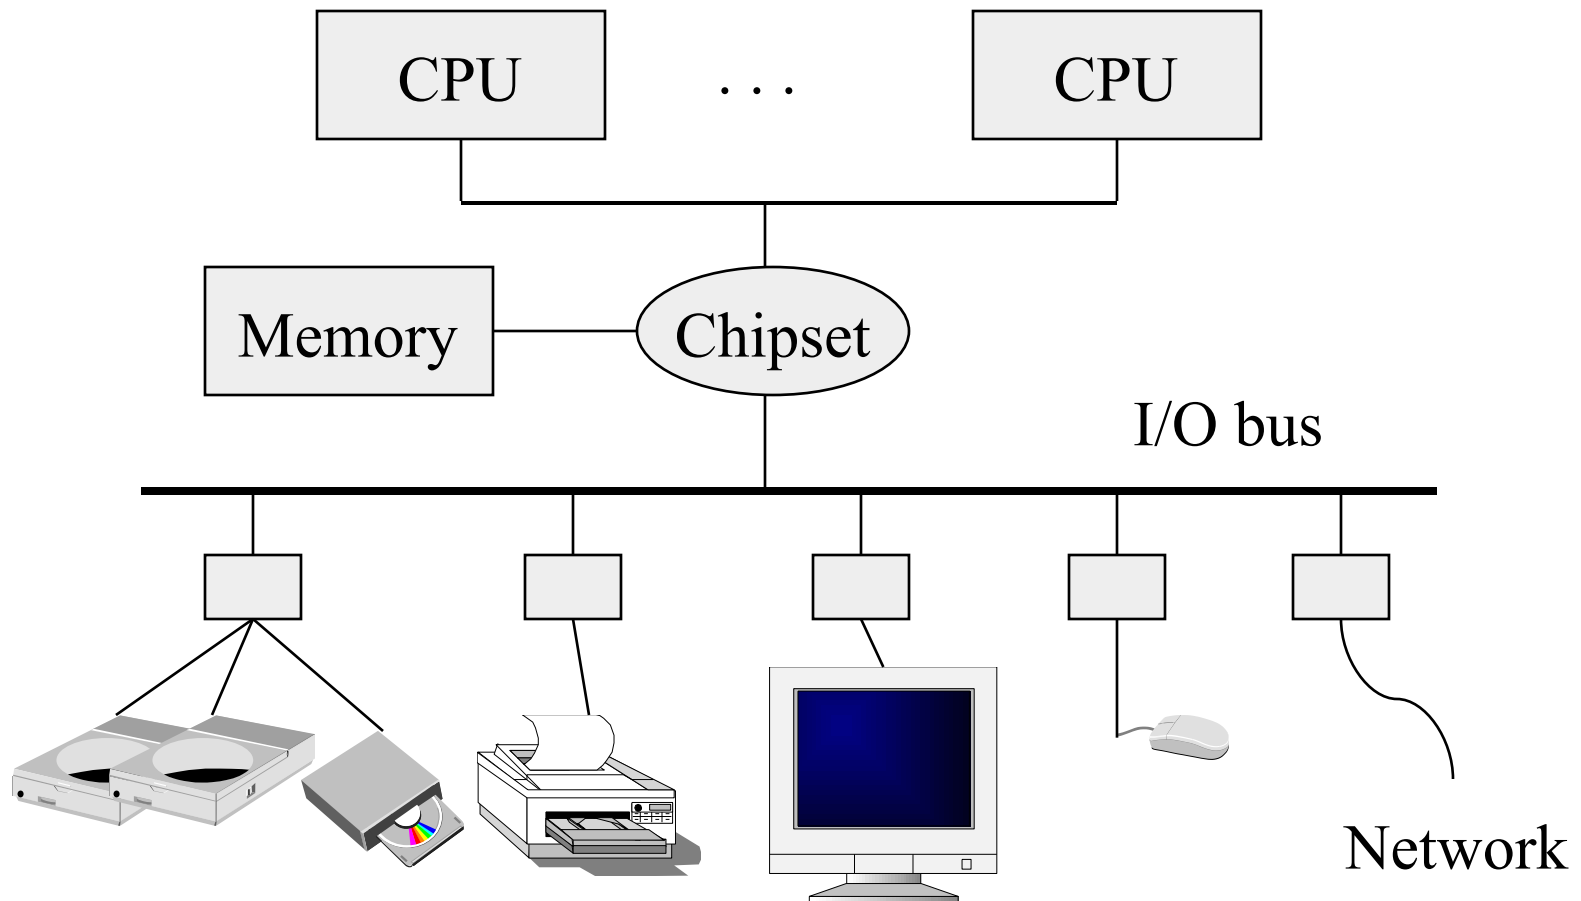 CPU
. . .
CPU
Memory
Chipset
I/O bus
Network